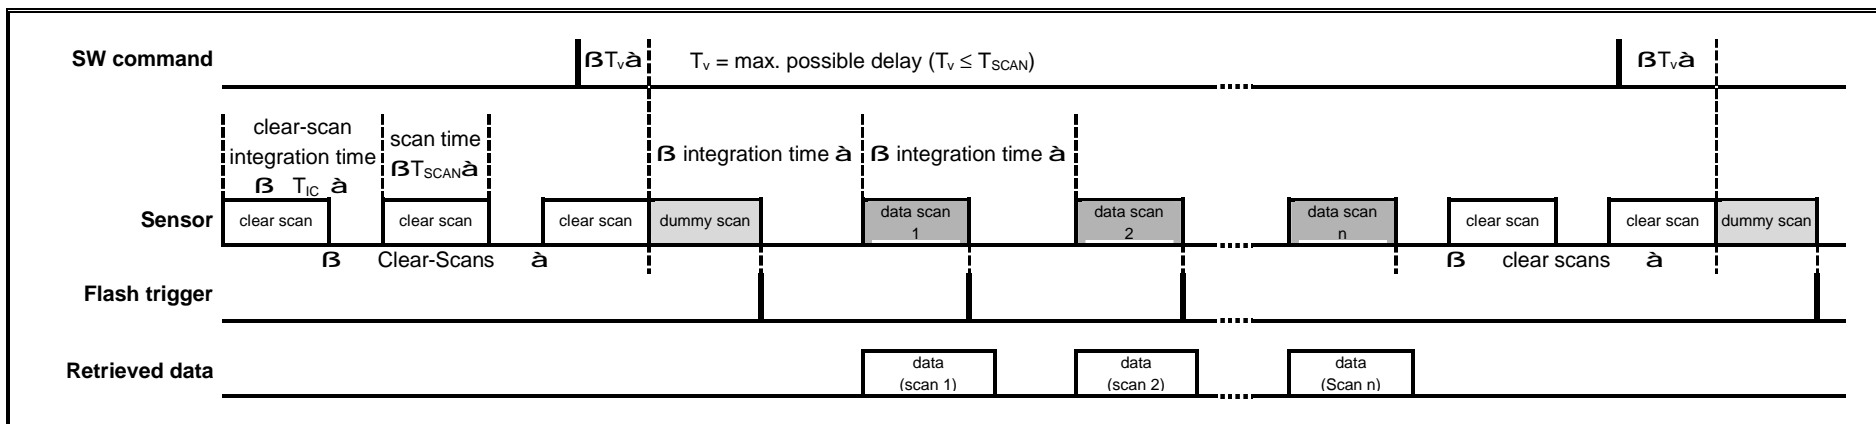 SW command
ßTvà
Tv = max. possible delay (Tv ≤ TSCAN)
ßTvà
clear-scan
integration time
ß TIC à
scan time
ßTSCANà
ß integration time à
ß integration time à
Sensor
clear scan
clear scan
clear scan
dummy scan
data scan
1
data scan
2
data scan
n
clear scan
clear scan
dummy scan
ß Clear-Scans à
ß clear scans à
Flash trigger
Retrieved data
data
(scan 1)
data
(scan 2)
data
(Scan n)